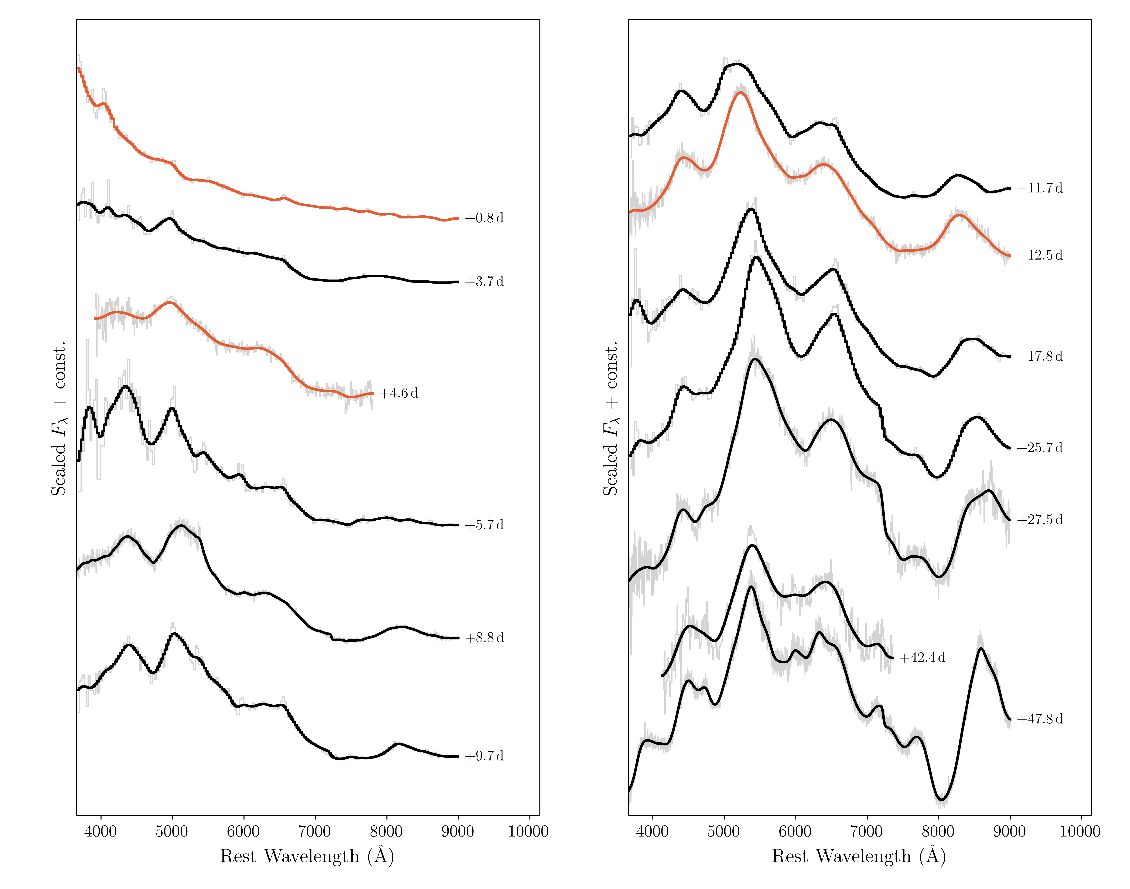 Scaled Fλ + const.
−0.8 d
−3.7 d
+4.6 d
−5.7 d
+8.8 d
−9.7 d
4000 5000 6000 7000 8000 9000 10000
Rest Wavelength (Å)
Scaled Fλ + const.
−11.7 d
12.5 d
17.8 d
+25.7 d
+27.5 d
+42.4 d
+47.8 d
4000 5000 6000 7000 8000 9000 10000
Rest Wavelength (Å)